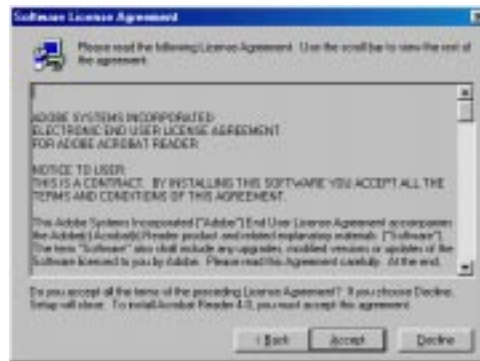 Software License Agreement
Please read the following License Agreement. Use the scroll bar to view the rest of
the agreement.
ADOBE SYSTEMS INCORPORATED
ELECTRONIC END USER LICENSE AGREEMENT
FOR ADOBE ACROBAT READER
NOTICE TO USER:
THIS IS A CONTRACT. BY INSTALLING THIS SOFTWARE YOU ACCEPT ALL THE
TERMS AND CONDITIONS OF THIS AGREEMENT.
This Adobe Systems Incorporated ("Adobe") End User License Agreement accompanies
the Adobe(r) Acrobat(r) Reader product and related explanatory materials ("Software").
The term "Software" also shall include any upgrades, modified versions or updates of the
Software licensed to you by Adobe. Please read this Agreement carefully. At the end,
Do you accept all the terms of the preceding License Agreement? If you choose Decline,
Setup will close. To install Acrobat Reader 4.0, you must accept this agreement.
< Back
Accept
Decline